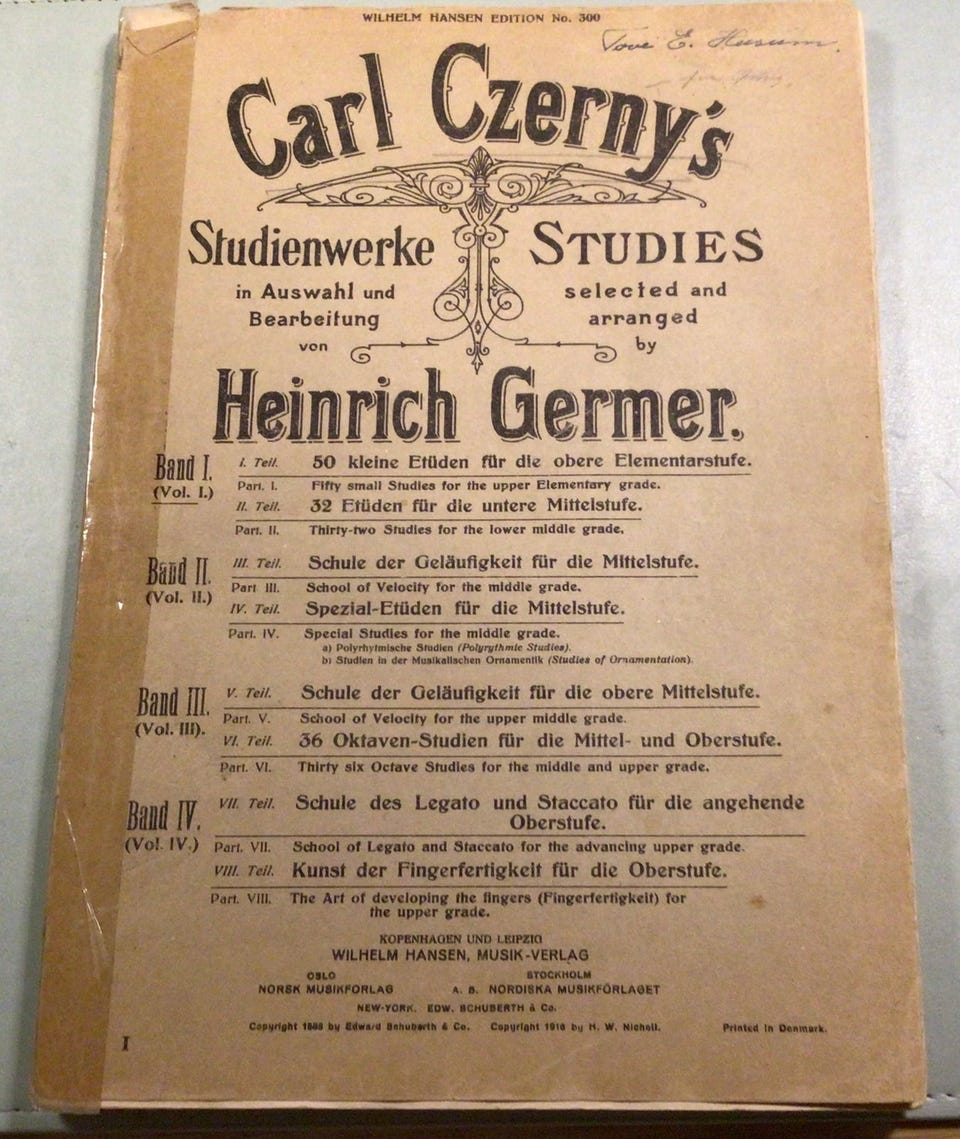 WILHELM HANSEN EDITION No. 300
Tove E. Husum.
Carl Czerny's
Studienwerke
in Auswahl und
Bearbeitung
von
STUDIES
selected and
arranged
by
Heinrich Germer.
Band I.
(Vol. I.)
I. Teil. 50 kleine Etüden für die obere Elementarstufe.
Part. I. Fifty small Studies for the upper Elementary grade.
II. Teil. 32 Etüden für die untere Mittelstufe.
Part. II. Thirty-two Studies for the lower middle grade.
Band II.
(Vol. II.)
III. Teil. Schule der Geläufigkeit für die Mittelstufe.
Part III. School of Velocity for the middle grade.
IV. Teil. Spezial-Etüden für die Mittelstufe.
Part. IV. Special Studies for the middle grade.
a) Polyrhytmische Studien (Polyrythmic Studies).
b) Studien in der Musikalischen Ornamentik (Studies of Ornamentation).
Band III.
(Vol. III).
V. Teil. Schule der Geläufigkeit für die obere Mittelstufe.
Part. V. School of Velocity for the upper middle grade.
VI. Teil. 36 Oktaven-Studien für die Mittel- und Oberstufe.
Part. VI. Thirty six Octave Studies for the middle and upper grade.
Band IV.
(Vol. IV.)
VII. Teil. Schule des Legato und Staccato für die angehende
Oberstufe.
Part. VII. School of Legato and Staccato for the advancing upper grade.
VIII. Teil. Kunst der Fingerfertigkeit für die Oberstufe.
Part. VIII. The Art of developing the fingers (Fingerfertigkeit) for
the upper grade.
KOPENHAGEN UND LEIPZIG
WILHELM HANSEN, MUSIK-VERLAG
OSLO
NORSK MUSIKFORLAG
STOCKHOLM
A. B. NORDISKA MUSIKFÖRLAGET
NEW-YORK. EDW. SCHUBERTH & Co.
Copyright 1888 by Edward Schuberth & Co. Copyright 1916 by H. W. Nicholl. Printed in Denmark.
I